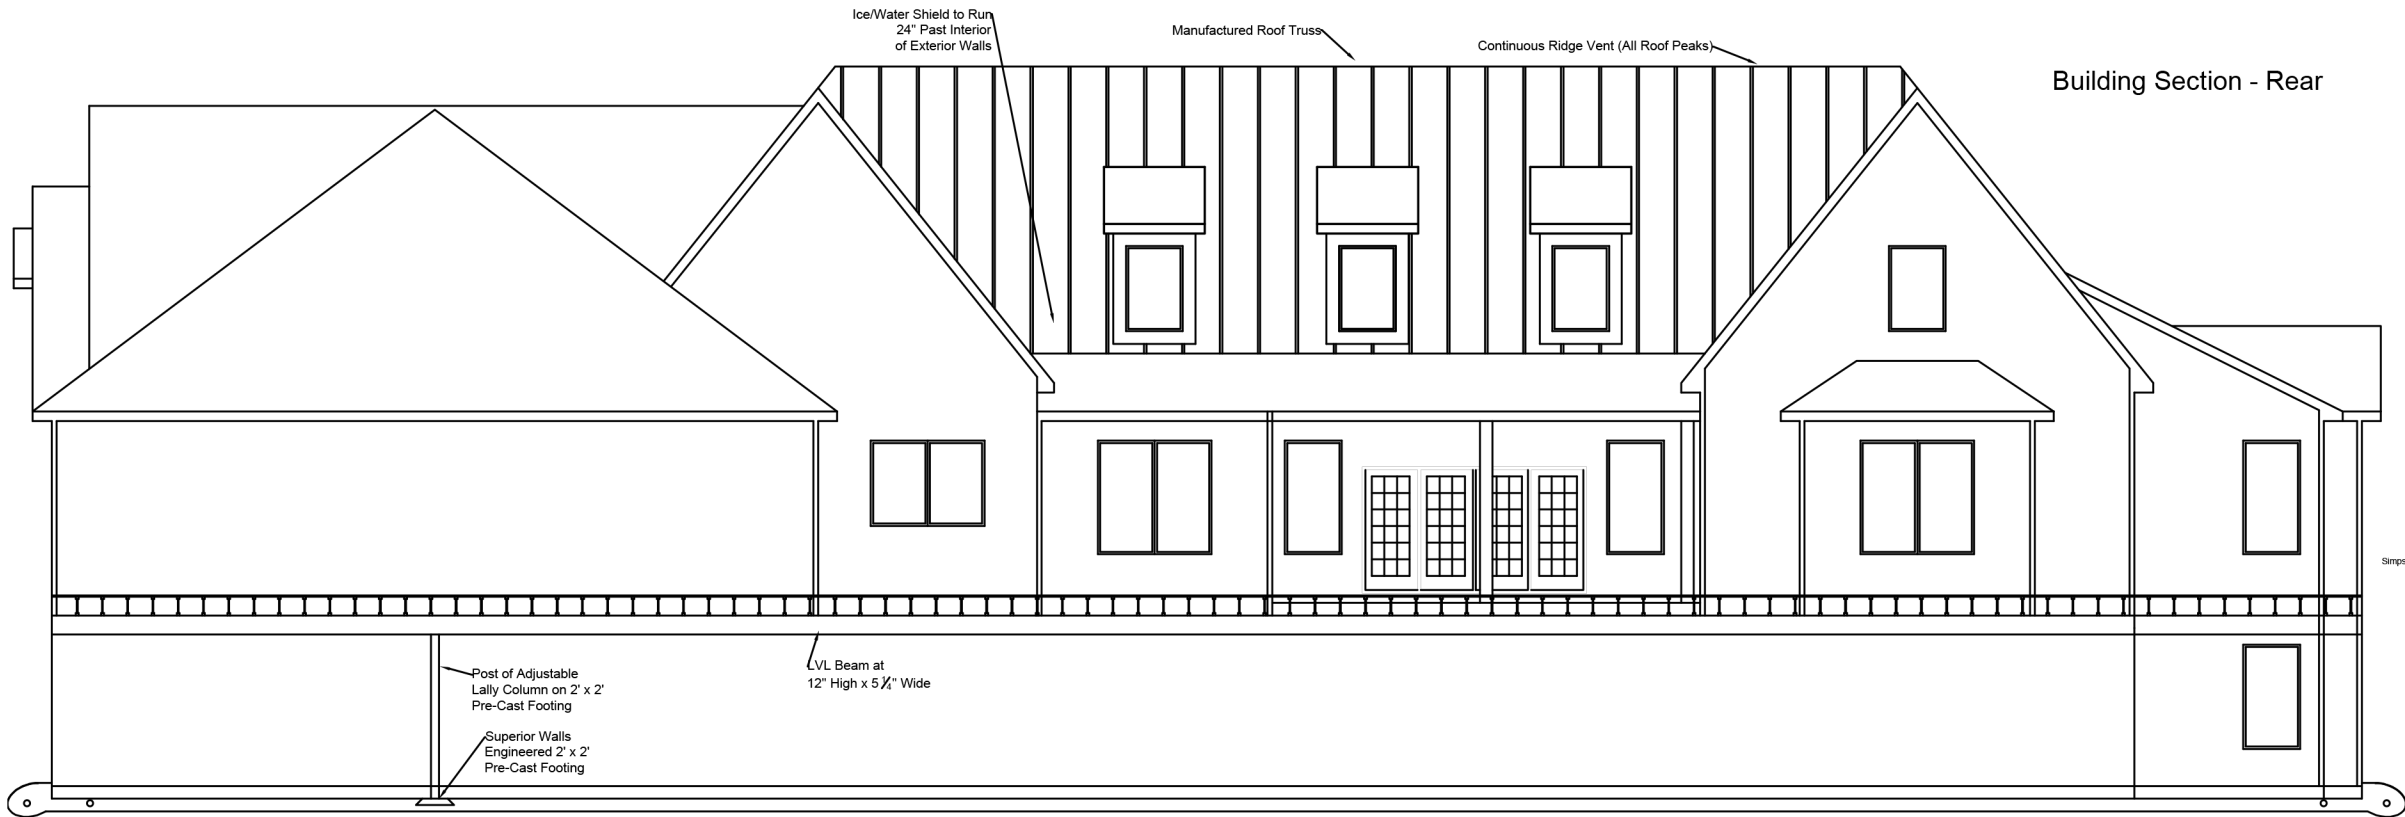 Ice/Water Shield to Run
24" Past Interior
of Exterior Walls
Manufactured Roof Truss
Continuous Ridge Vent (All Roof Peaks)
Building Section - Rear
Simps
LVL Beam at
12" High x 5 1/4" Wide
Post of Adjustable
Lally Column on 2' x 2'
Pre-Cast Footing
Superior Walls
Engineered 2' x 2'
Pre-Cast Footing